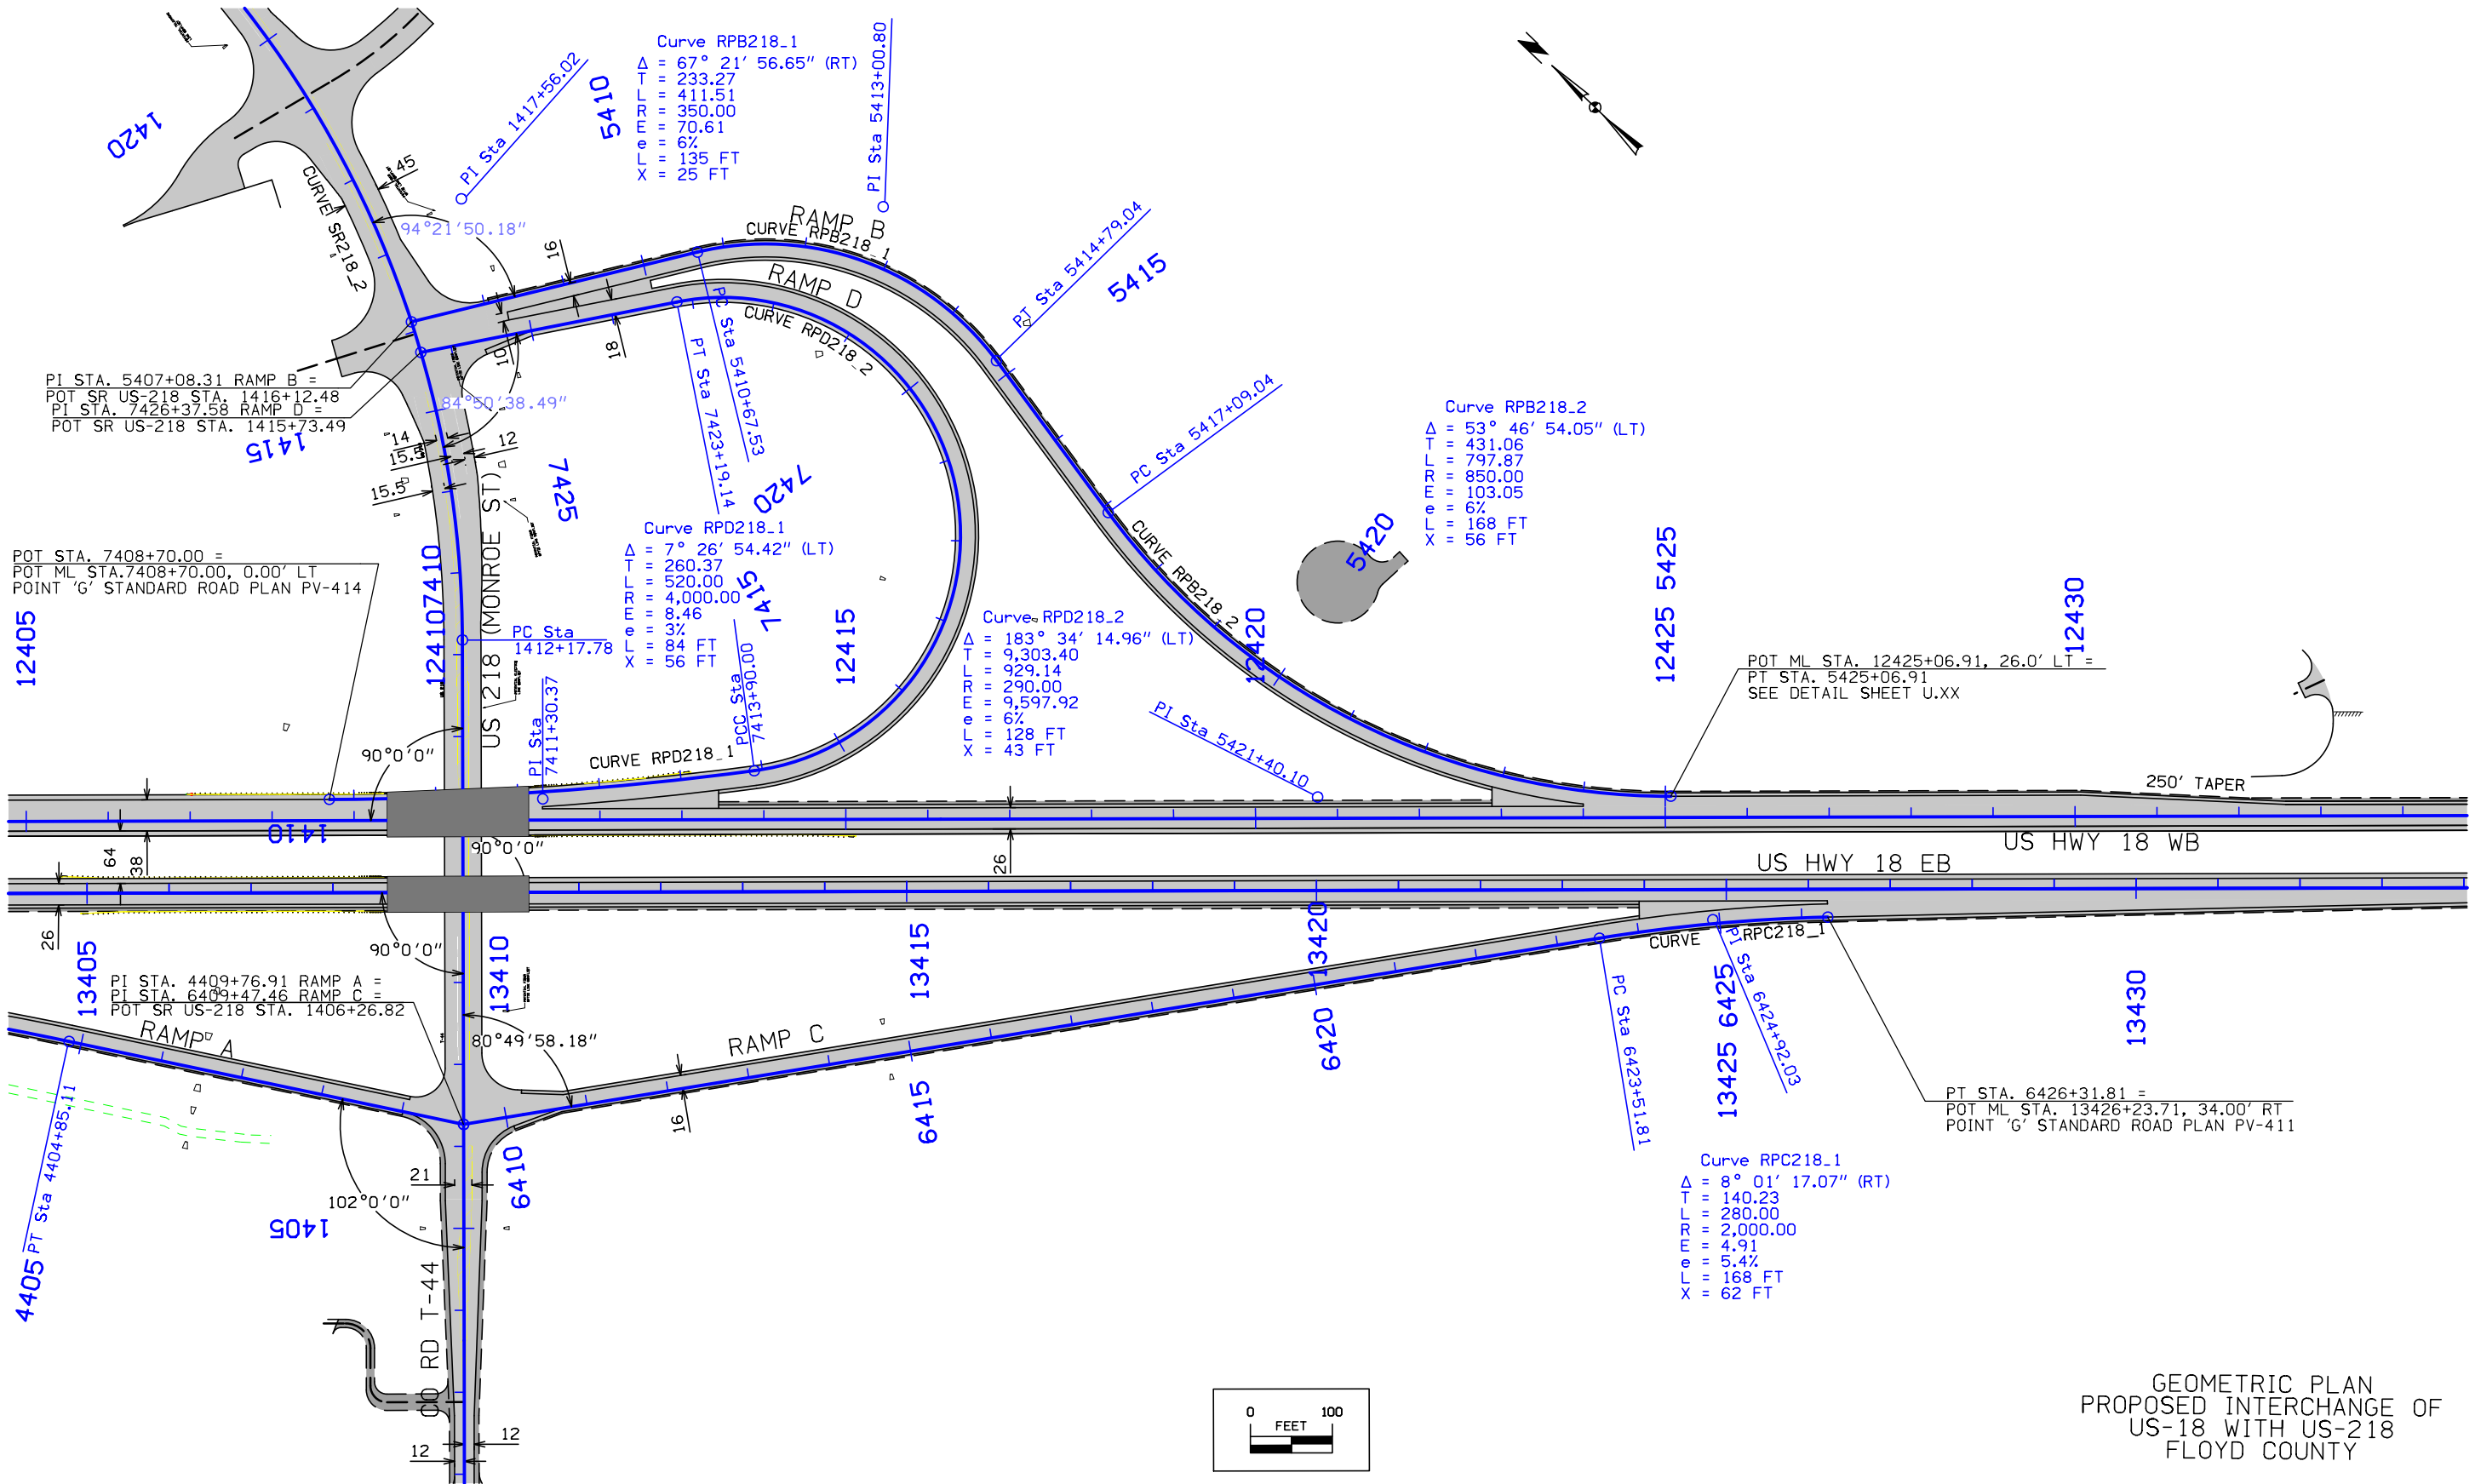 Curve RPB218_1
Δ = 67° 21' 56.65" (RT)
T = 233.27
L = 411.51
R = 350.00
E = 70.61
e = 6%
L = 135 FT
X = 25 FT
PI Sta 1417+56.02
5410
PI Sta 5413+00.80
N
1420
45
CURVE SR218_2
94°21'50.18"
16
RAMP B
CURVE RPB218_1
RAMP D
CURVE RPD218_2
PT Sta 5414+79.04
5415
PC Sta 5410+67.53
PT Sta 7423+19.14
10
18
PI STA. 5407+08.31 RAMP B =
POT SR US-218 STA. 1416+12.48
PI STA. 7426+37.58 RAMP D =
POT SR US-218 STA. 1415+73.49
1415
84°50'38.49"
14
15.5
12
15.5
7425
7420
PC Sta 5417+09.04
Curve RPB218_2
Δ = 53° 46' 54.05" (LT)
T = 431.06
L = 797.87
R = 850.00
E = 103.05
e = 6%
L = 168 FT
X = 56 FT
5420
CURVE RPB218_2
POT STA. 7408+70.00 =
POT ML STA.7408+70.00, 0.00' LT
POINT 'G' STANDARD ROAD PLAN PV-414
Curve RPD218_1
Δ = 7° 26' 54.42" (LT)
T = 260.37
L = 520.00
R = 4,000.00
E = 8.46
e = 3%
L = 84 FT
X = 56 FT
7415
Curve RPD218_2
Δ = 183° 34' 14.96" (LT)
T = 9,303.40
L = 929.14
R = 290.00
E = 9,597.92
e = 6%
L = 128 FT
X = 43 FT
12405
12410
7410
US 218 (MONROE ST)
PC Sta
1412+17.78
12415
12420
12425
5425
12430
PI Sta
7411+30.37
PCC Sta
7413+90.00
PI Sta 5421+40.10
POT ML STA. 12425+06.91, 26.0' LT =
PT STA. 5425+06.91
SEE DETAIL SHEET U.XX
90°0'0"
CURVE RPD218_1
250' TAPER
1410
64
38
90°0'0"
26
US HWY 18 WB
US HWY 18 EB
26
90°0'0"
13405
13410
13415
13420
13425
6425
13430
CURVE RPC218_1
PI Sta 6424+92.03
PC Sta 6423+51.81
PI STA. 4409+76.91 RAMP A =
PI STA. 6409+47.46 RAMP C =
POT SR US-218 STA. 1406+26.82
RAMP A
80°49'58.18"
RAMP C
16
6420
6415
6410
PT STA. 6426+31.81 =
POT ML STA. 13426+23.71, 34.00' RT
POINT 'G' STANDARD ROAD PLAN PV-411
PT Sta 4404+85.11
4405
21
102°0'0"
1405
Curve RPC218_1
Δ = 8° 01' 17.07" (RT)
T = 140.23
L = 280.00
R = 2,000.00
E = 4.91
e = 5.4%
L = 168 FT
X = 62 FT
CO RD T-44
12
12
0 100
FEET
GEOMETRIC PLAN
PROPOSED INTERCHANGE OF
US-18 WITH US-218
FLOYD COUNTY